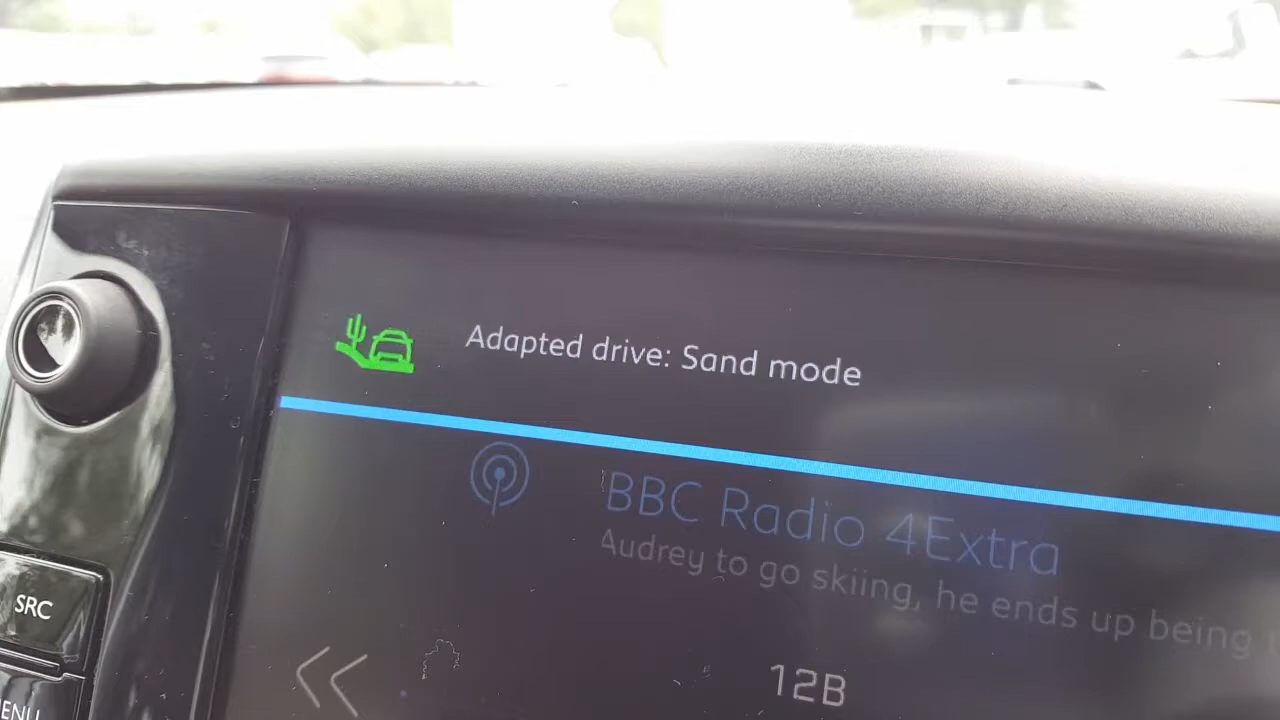 Adapted drive: Sand mode
BBC Radio 4Extra
Audrey to go skiing, he ends up being
SRC
12B
MENU